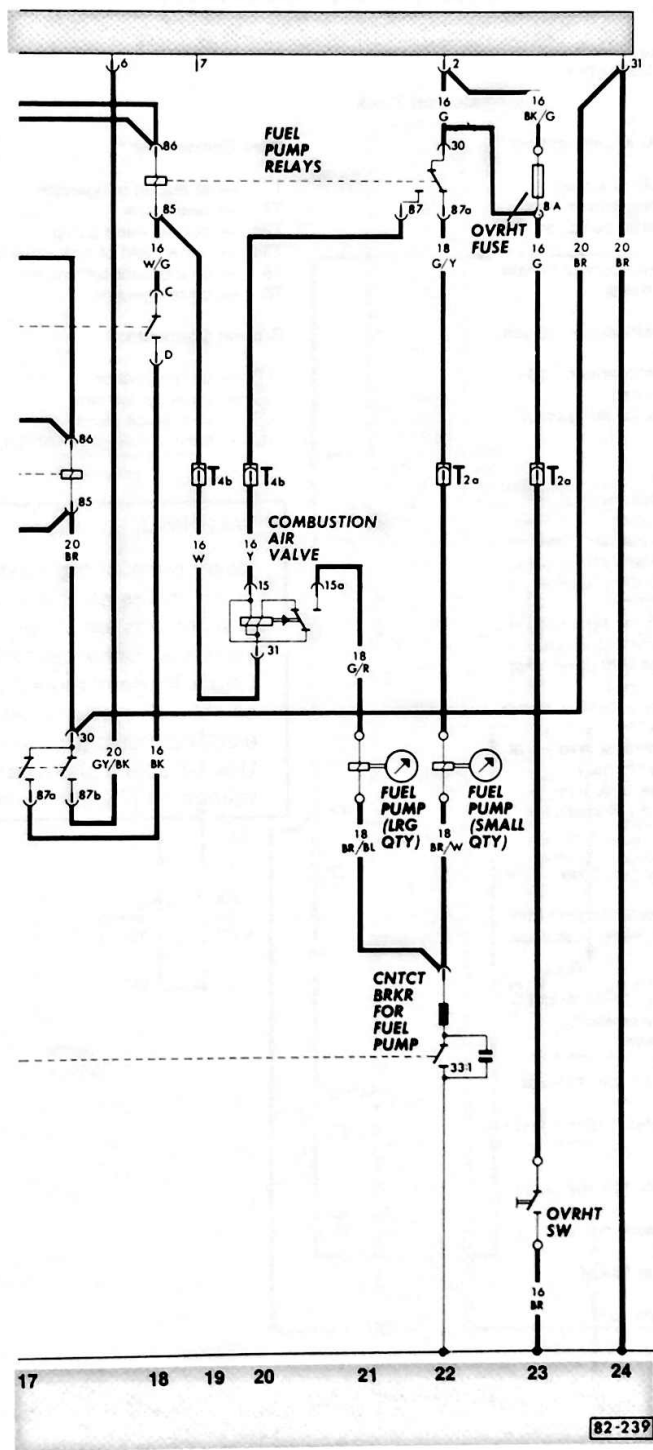 6
7
2
31
16
G
16
BK/G
86
FUEL
PUMP
RELAYS
30
85
87
87a
OVRHT
FUSE
8 A
16
W/G
18
G/Y
16
G
20
BR
20
BR
C
D
86
T4b
T4b
T2a
T2a
85
20
BR
16
W
16
Y
COMBUSTION
AIR
VALVE
15
15a
31
18
G/R
30
20
GY/BK
16
BK
87a
87b
FUEL
PUMP
(LRG
QTY)
FUEL
PUMP
(SMALL
QTY)
18
BR/BL
18
BR/W
CNTCT
BRKR
FOR
FUEL
PUMP
33:1
OVRHT
SW
16
BR
17 18 19 20 21 22 23 24
82-239